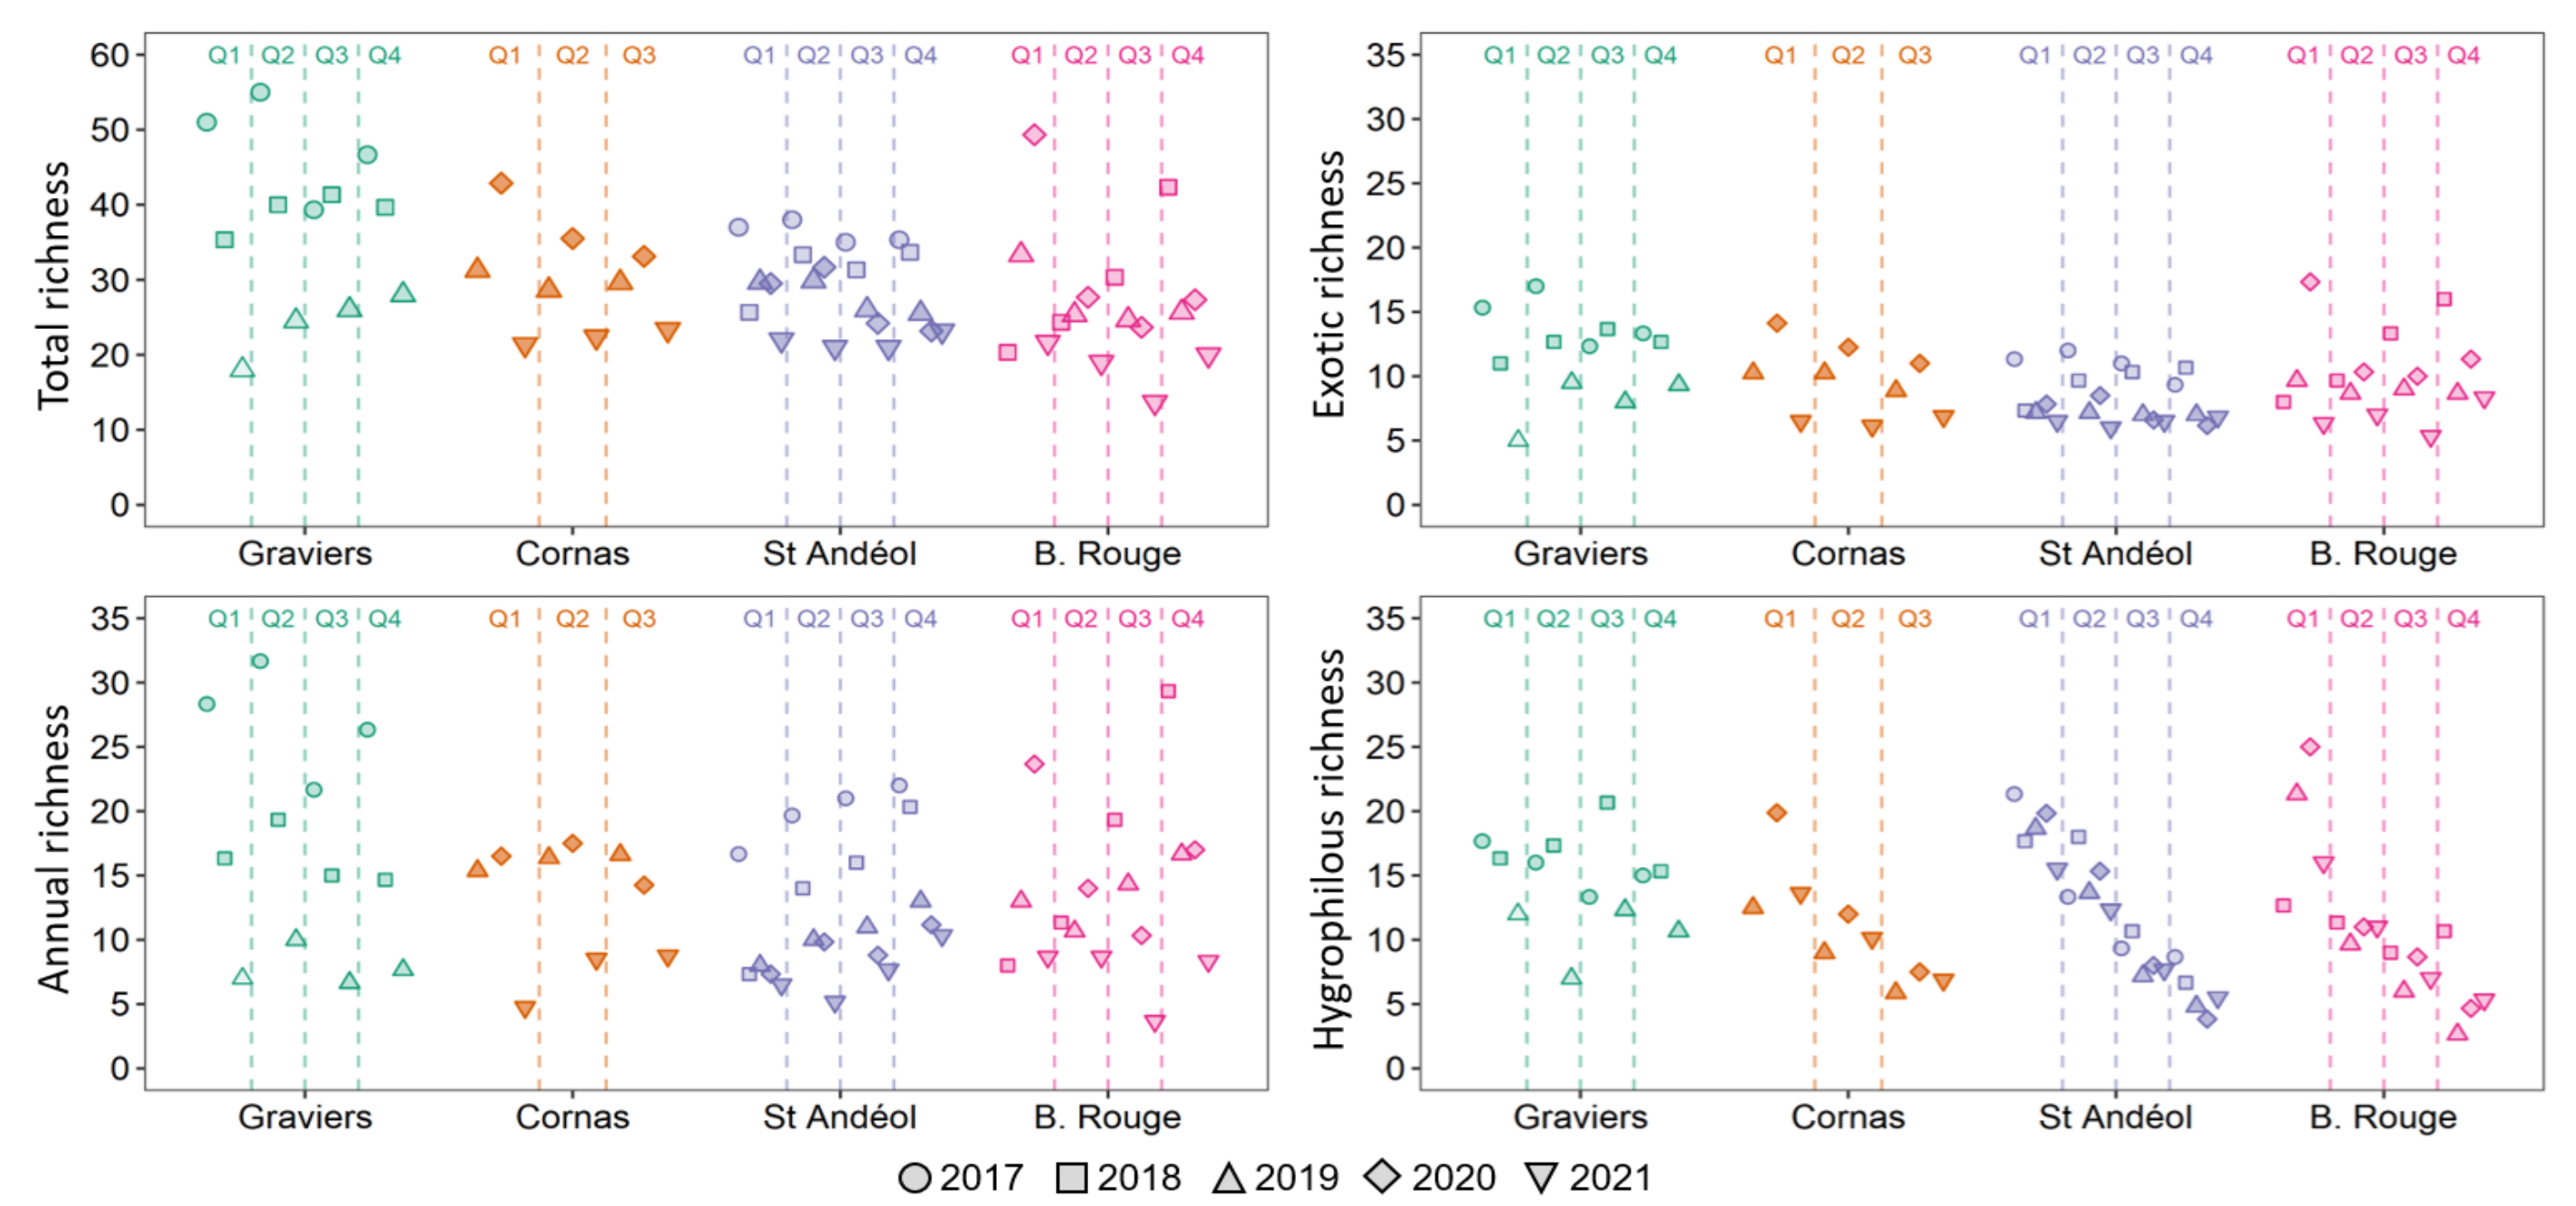 Total richness
60
50
40
30
20
10
0
Q1 Q2 Q3 Q4 Q1 Q2 Q3 Q1 Q2 Q3 Q4 Q1 Q2 Q3 Q4
Graviers Cornas St Andéol B. Rouge
Exotic richness
35
30
25
20
15
10
5
0
Q1 Q2 Q3 Q4 Q1 Q2 Q3 Q1 Q2 Q3 Q4 Q1 Q2 Q3 Q4
Graviers Cornas St Andéol B. Rouge
Annual richness
35
30
25
20
15
10
5
0
Q1 Q2 Q3 Q4 Q1 Q2 Q3 Q1 Q2 Q3 Q4 Q1 Q2 Q3 Q4
Graviers Cornas St Andéol B. Rouge
Hygrophilous richness
35
30
25
20
15
10
5
0
Q1 Q2 Q3 Q4 Q1 Q2 Q3 Q1 Q2 Q3 Q4 Q1 Q2 Q3 Q4
Graviers Cornas St Andéol B. Rouge
2017 2018 2019 2020 2021